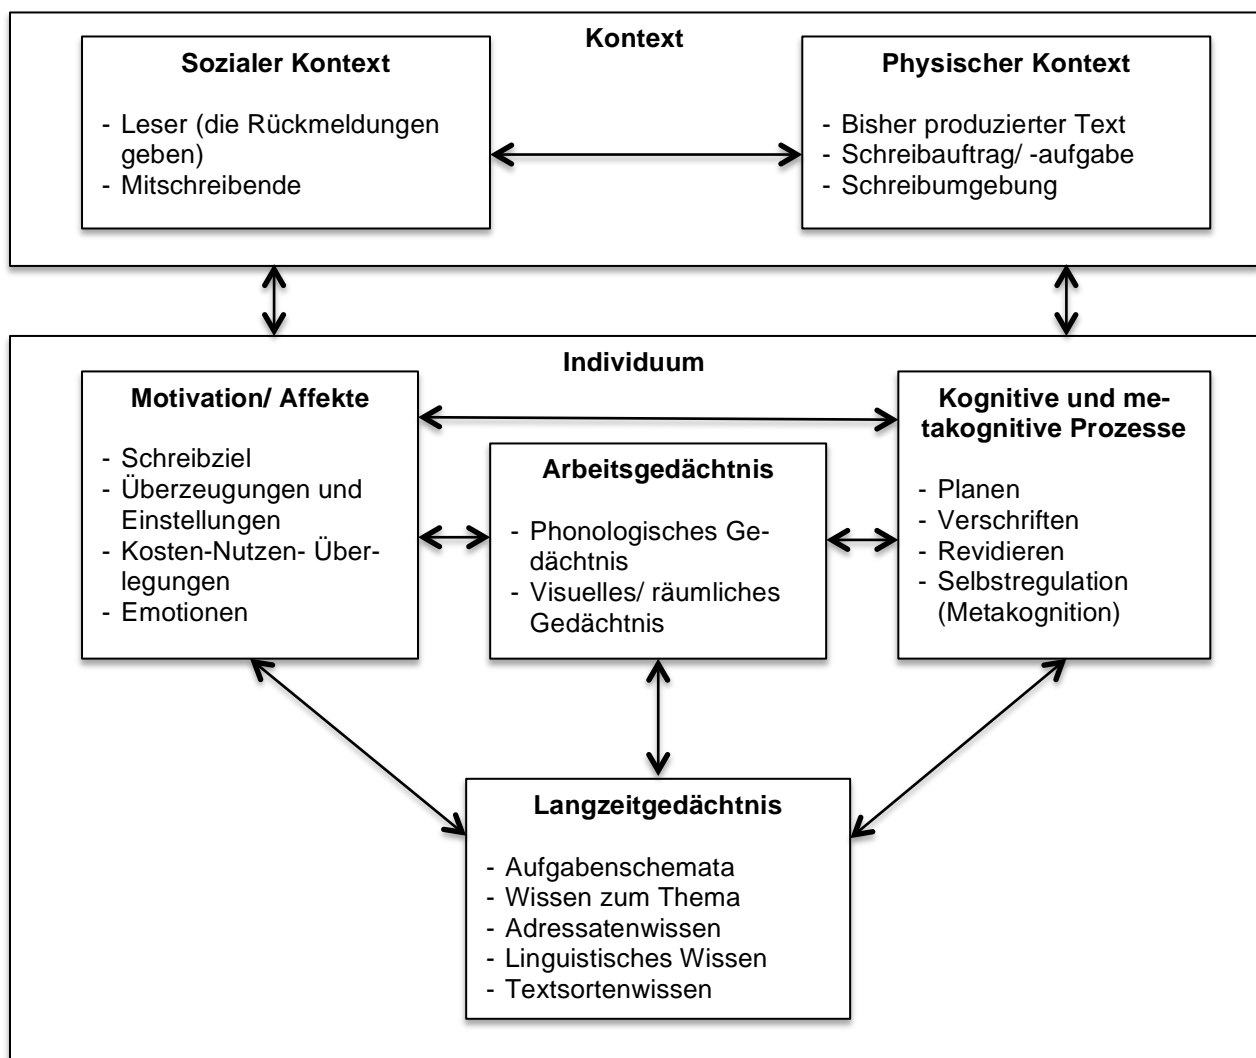 Kontext
Sozialer Kontext
- Leser (die Rückmeldungen
geben)
- Mitschreibende
Physischer Kontext
- Bisher produzierter Text
- Schreibauftrag/ -aufgabe
- Schreibumgebung
Individuum
Motivation/ Affekte
- Schreibziel
- Überzeugungen und
Einstellungen
- Kosten-Nutzen- Über-
legungen
- Emotionen
Arbeitsgedächtnis
- Phonologisches Ge-
dächtnis
- Visuelles/ räumliches
Gedächtnis
Kognitive und me-
takognitive Prozesse
- Planen
- Verschriften
- Revidieren
- Selbstregulation
(Metakognition)
Langzeitgedächtnis
- Aufgabenschemata
- Wissen zum Thema
- Adressatenwissen
- Linguistisches Wissen
- Textsortenwissen